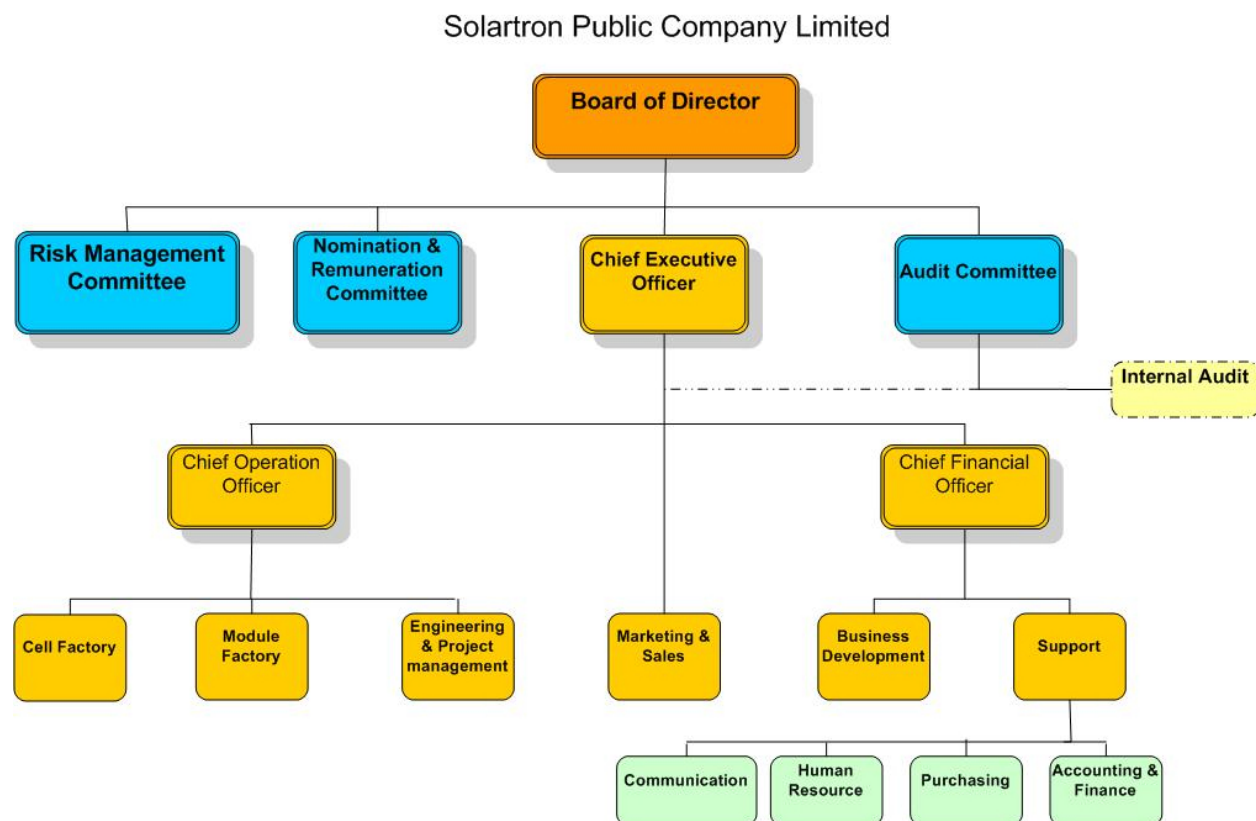 Solartron Public Company Limited
Board of Director
Risk Management
Committee
Nomination &
Remuneration
Committee
Chief Executive
Officer
Audit Committee
Internal Audit
Chief Operation
Officer
Chief Financial
Officer
Cell Factory
Module
Factory
Engineering
& Project
management
Marketing &
Sales
Business
Development
Support
Communication
Human
Resource
Purchasing
Accounting &
Finance